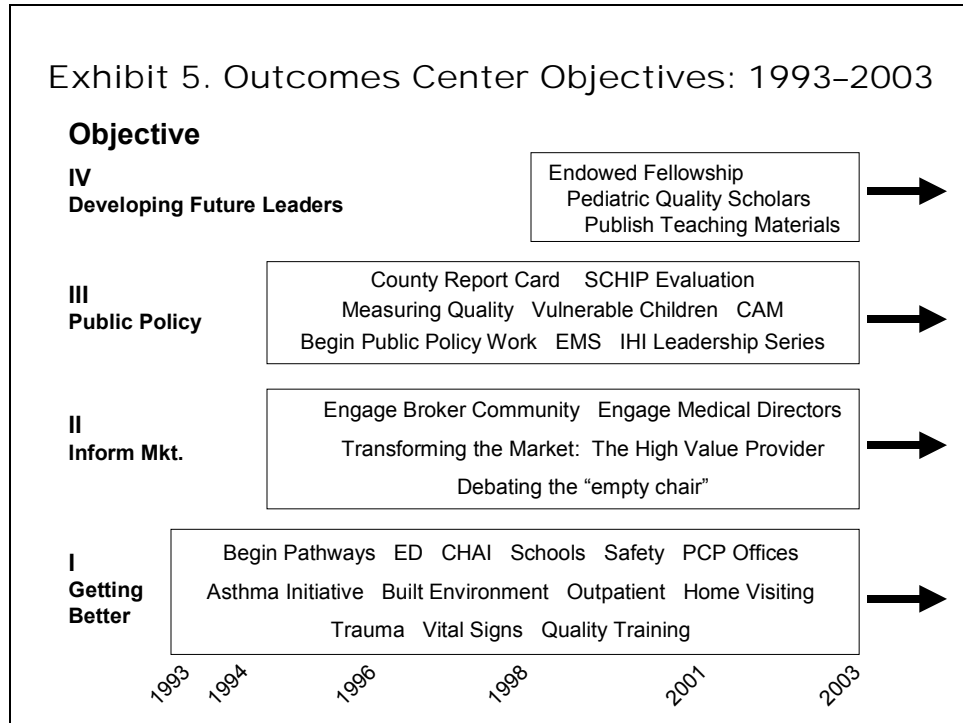 Exhibit 5. Outcomes Center Objectives: 1993–2003
Objective
IV
Developing Future Leaders
Endowed Fellowship
Pediatric Quality Scholars
Publish Teaching Materials
III
Public Policy
County Report Card SCHIP Evaluation
Measuring Quality Vulnerable Children CAM
Begin Public Policy Work EMS IHI Leadership Series
II
Inform Mkt.
Engage Broker Community Engage Medical Directors
Transforming the Market: The High Value Provider
Debating the “empty chair”
I
Getting
Better
Begin Pathways ED CHAI Schools Safety PCP Offices
Asthma Initiative Built Environment Outpatient Home Visiting
Trauma Vital Signs Quality Training
1993 1994 1996 1998 2001 2003